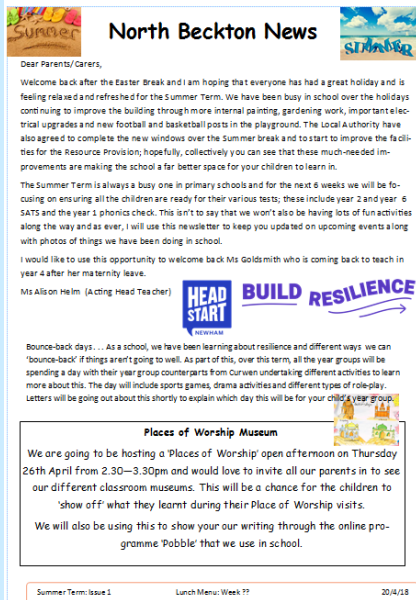 Summer
North Beckton News
SUMMER
Dear Parents/Carers,
Welcome back after the Easter Break and I am hoping that everyone has had a great holiday and is
feeling relaxed and refreshed for the Summer Term. We have been busy in school over the holidays
continuing to improve the building through more internal painting, gardening work, important elec-
trical upgrades and new football and basketball posts in the playground. The Local Authority have
also agreed to complete the new windows over the Summer break and to start to improve the facili-
ties for the Resource Provision; hopefully, collectively you can see that these much-needed im-
provements are making the school a far better space for your children to learn in.
The Summer Term is always a busy one in primary schools and for the next 6 weeks we will be fo-
cusing on ensuring all the children are ready for their various tests; these include year 2 and year 6
SATS and the year 1 phonics check. This isn't to say that we won't also be having lots of fun activities
along the way and as ever, I will use this newsletter to keep you updated on upcoming events along
with photos of things we have been doing in school.
I would like to use this opportunity to welcome back Ms Goldsmith who is coming back to teach in
year 4 after her maternity leave.
Ms Alison Helm (Acting Head Teacher)
HEAD
START
NEWHAM
BUILD RESILIENCE
Bounce-back days . . . As a school, we have been learning about resilience and different ways we can
'bounce-back' if things aren't going to well. As part of this, over this term, all the year groups will be
spending a day with their year group counterparts from Curwen undertaking different activities to learn
more about this. The day will include sports games, drama activities and different types of role-play.
Letters will be going out about this shortly to explain which day this will be for your child's year group.
Places of Worship Museum
We are going to be hosting a 'Places of Worship' open afternoon on Thursday
26th April from 2.30—3.30pm and would love to invite all our parents in to see
our different classroom museums. This will be a chance for the children to
'show off' what they learnt during their Place of Worship visits.
We will also be using this to show your our writing through the online pro-
gramme 'Pobble' that we use in school.
Summer Term: Issue 1 Lunch Menu: Week ?? 20/4/18